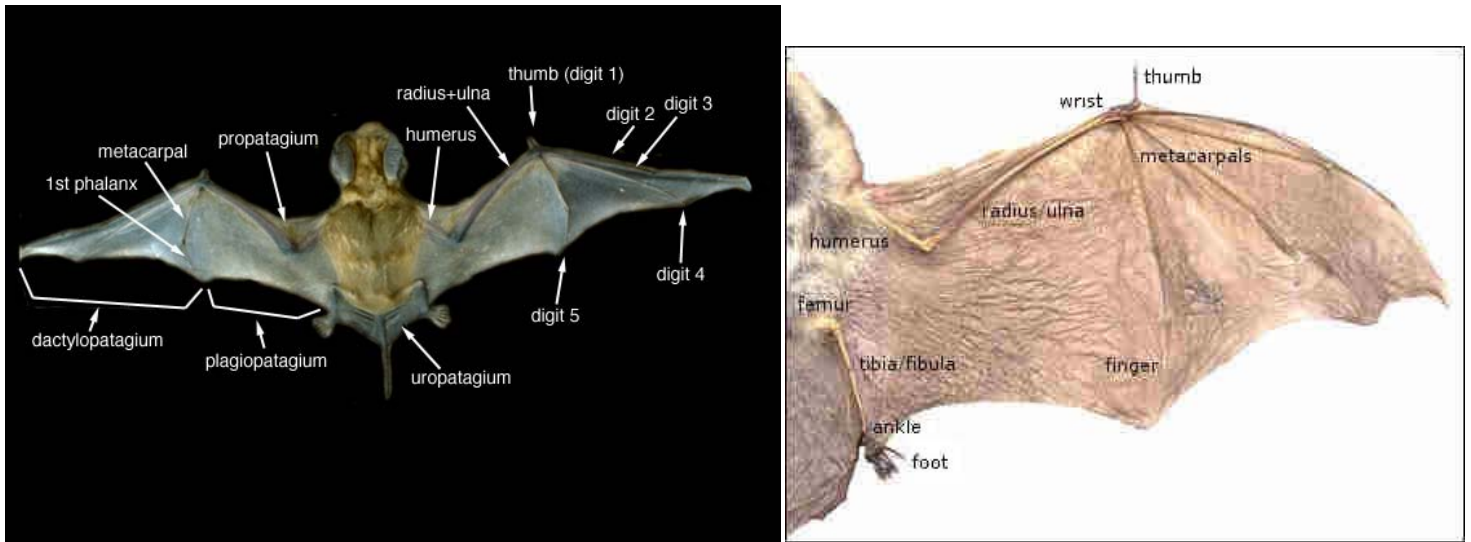 thumb (digit 1)
radius+ulna
digit 2
digit 3
propatagium
humerus
metacarpal
1st phalanx
digit 4
digit 5
dactylopatagium
plagiopatagium
uropatagium
thumb
wrist
metacarpals
radius/ulna
humerus
femur
tibia/fibula
finger
ankle
foot